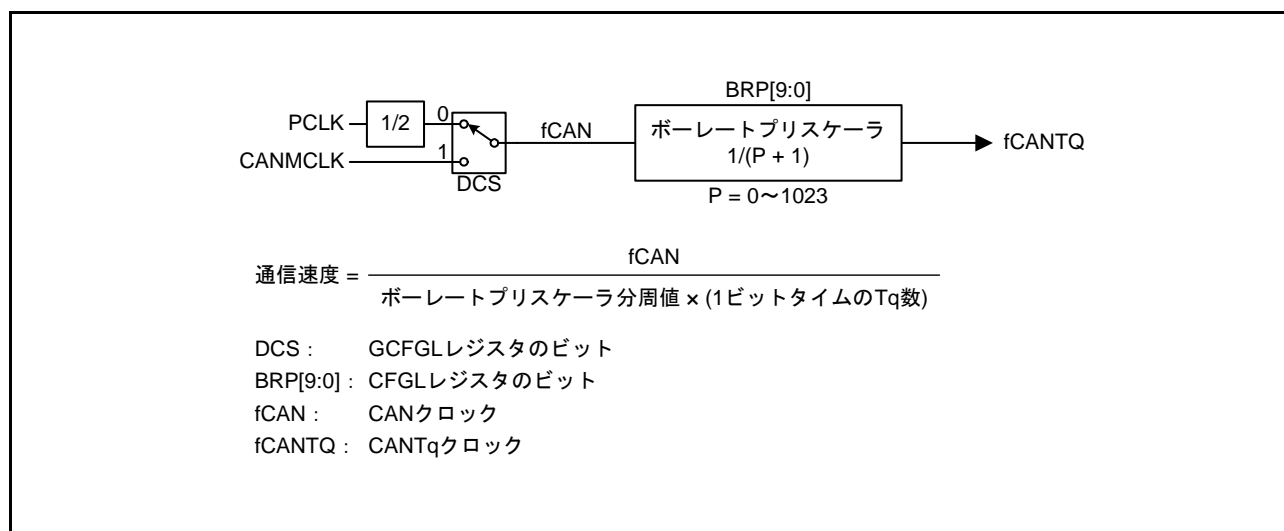 BRP[9:0]
PCLK
1/2
0
fCAN
ボーレートプリスケーラ
1/(P + 1)
fCANTQ
CANMCLK
1
DCS
P = 0～1023
通信速度 =
fCAN
ボーレートプリスケーラ分周値 × (1ビットタイムのTq数)
DCS : GCFGLレジスタのビット
BRP[9:0] : CFGLレジスタのビット
fCAN : CANクロック
fCANTQ : CANTqクロック